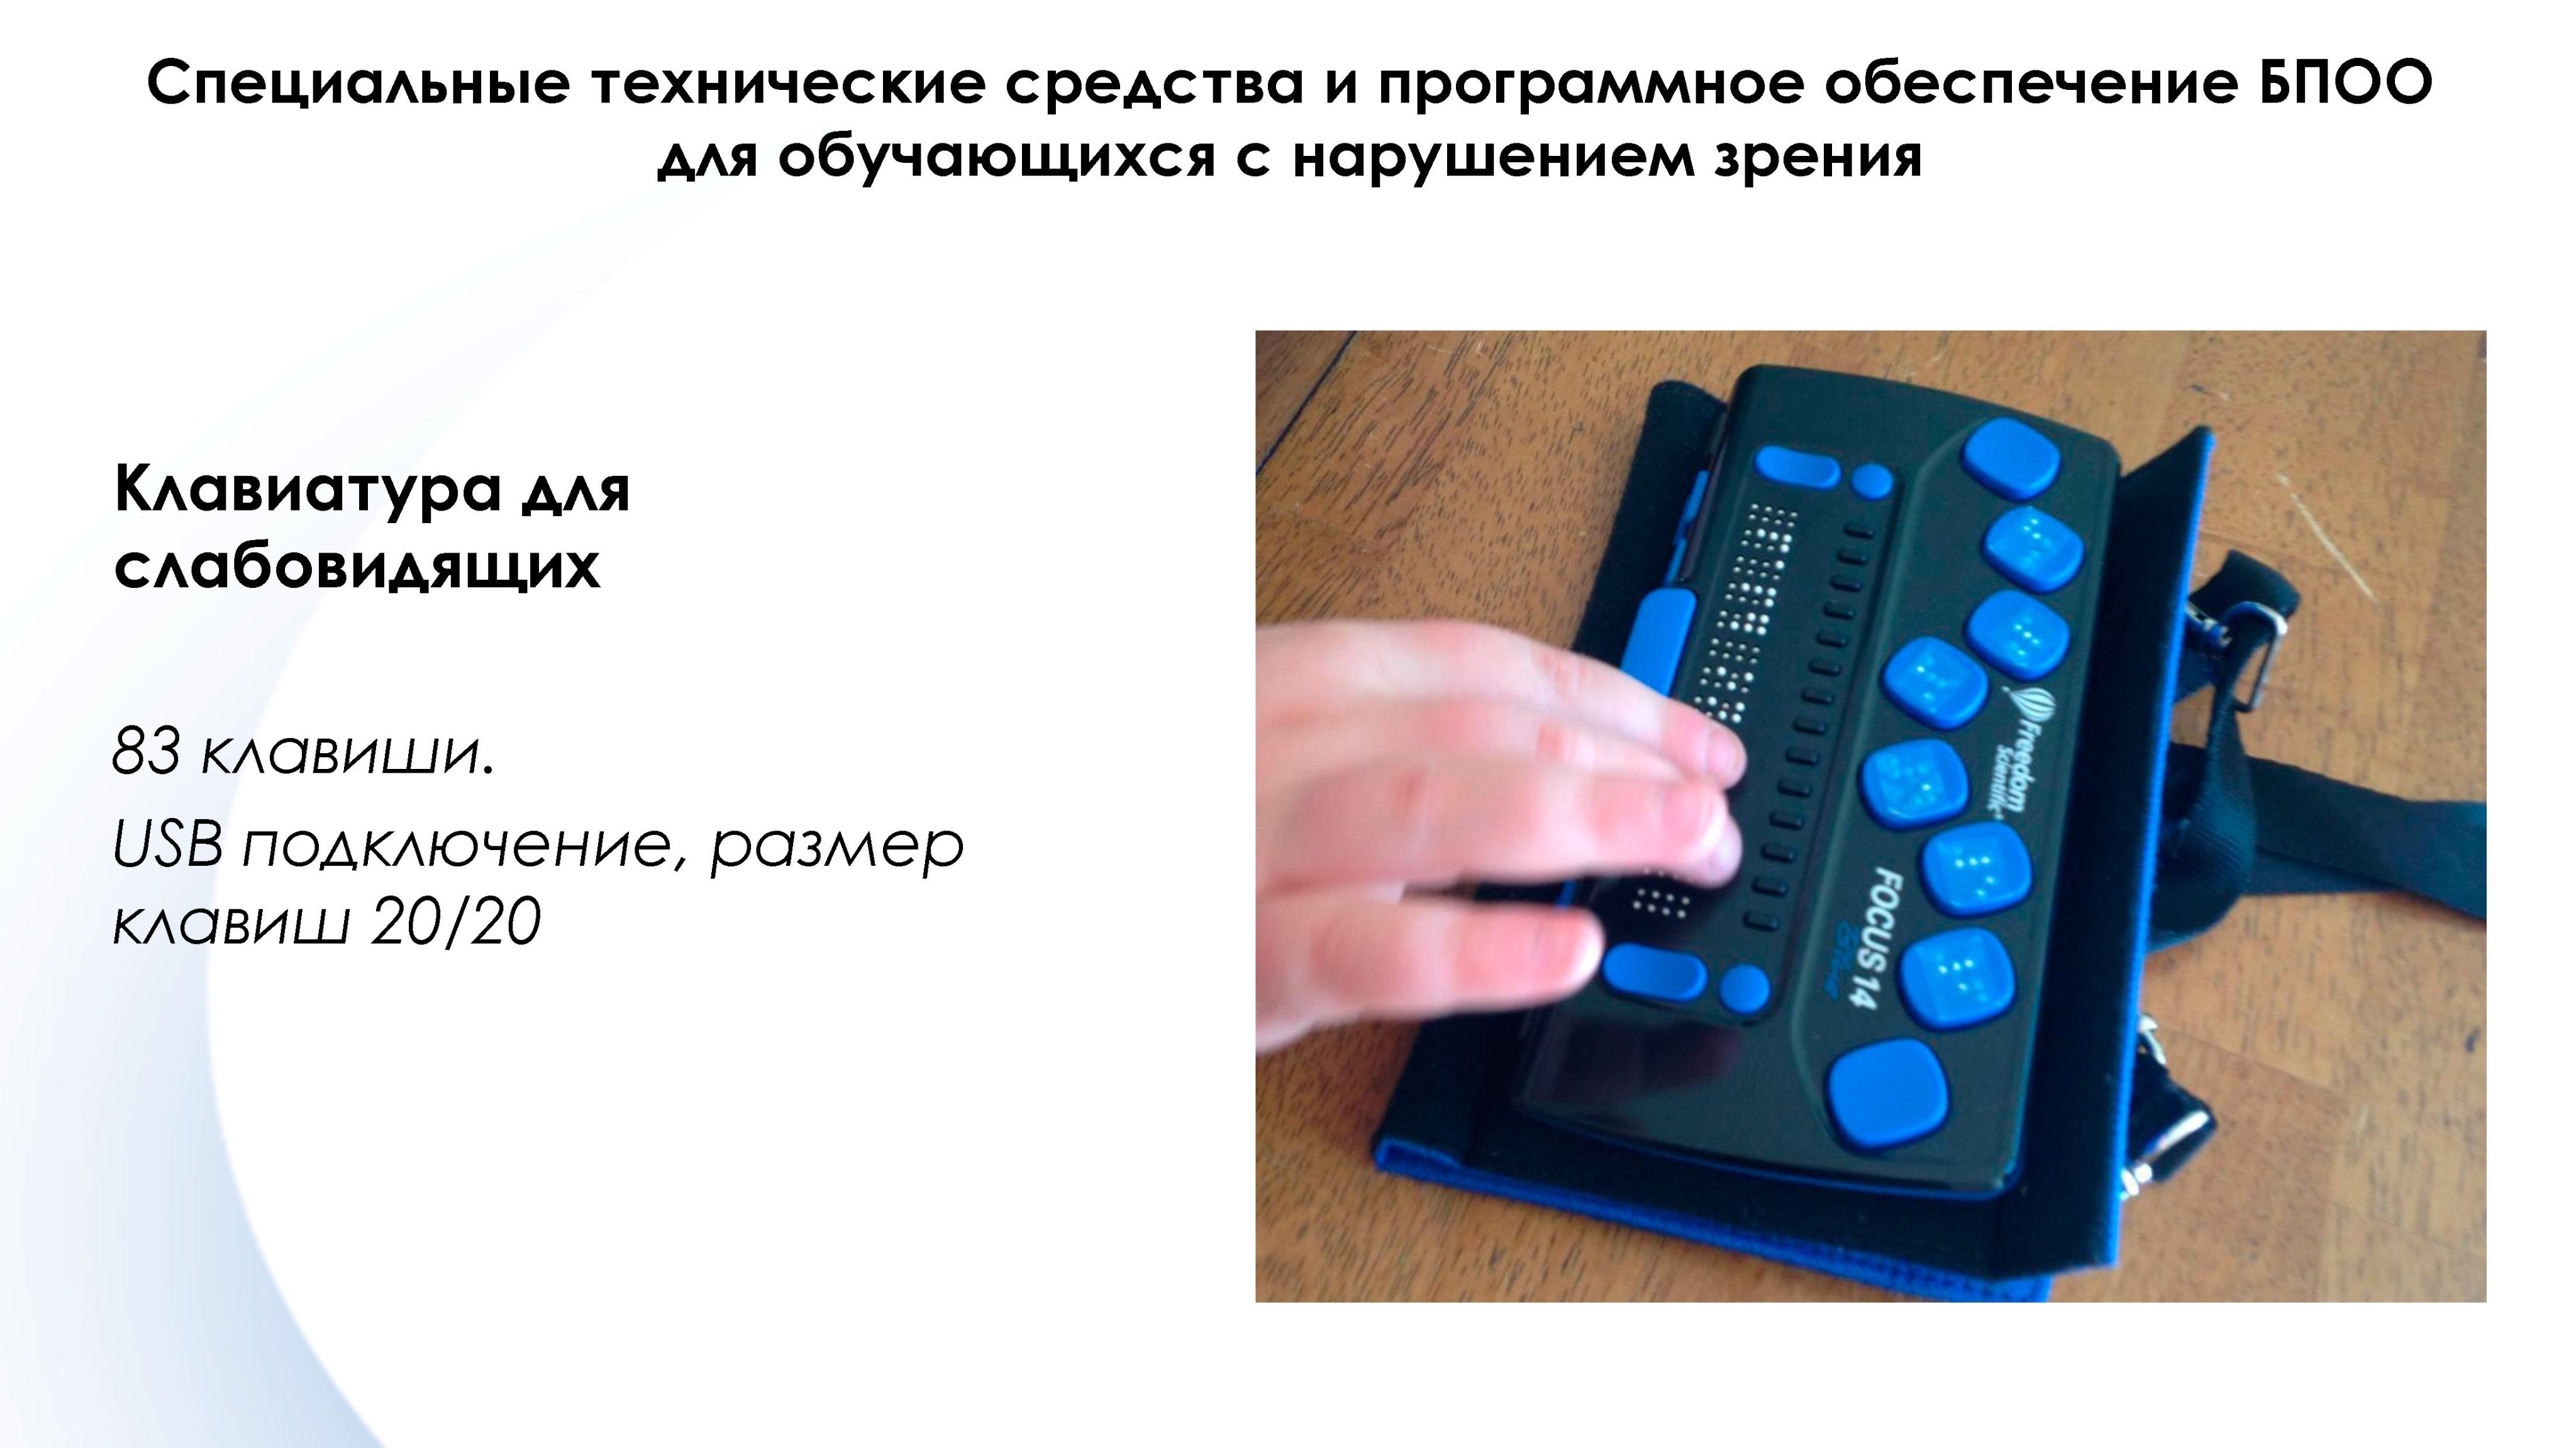 Специальные технические средства и программное обеспечение БПОО
для обучающихся с нарушением зрения
Клавиатура для
слабовидящих
83 клавиши.
USB подключение, размер
клавиш 20/20
Freedom
Scientific
FOCUS 14
Blue